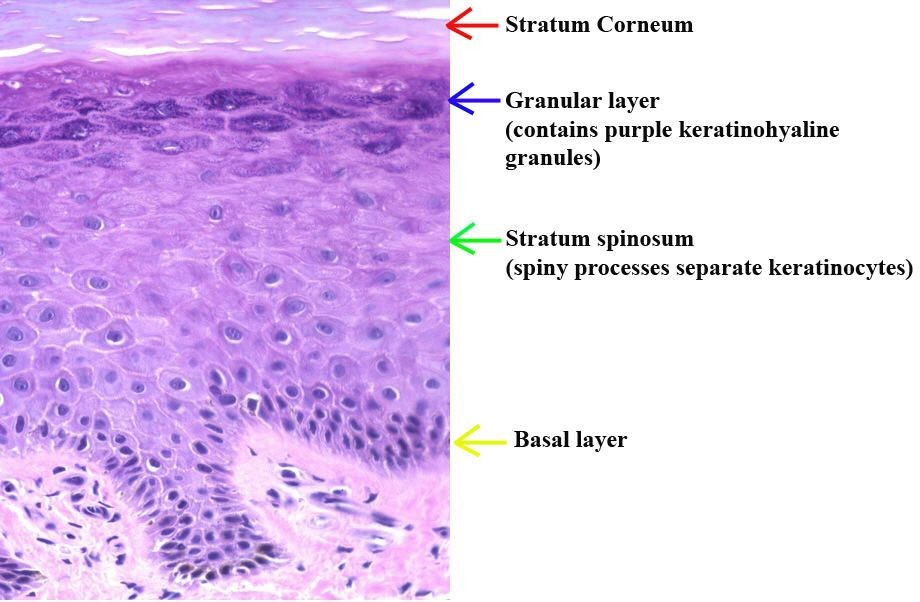 Stratum Corneum
Granular layer
(contains purple keratinohyaline
granules)
Stratum spinosum
(spiny processes separate keratinocytes)
Basal layer